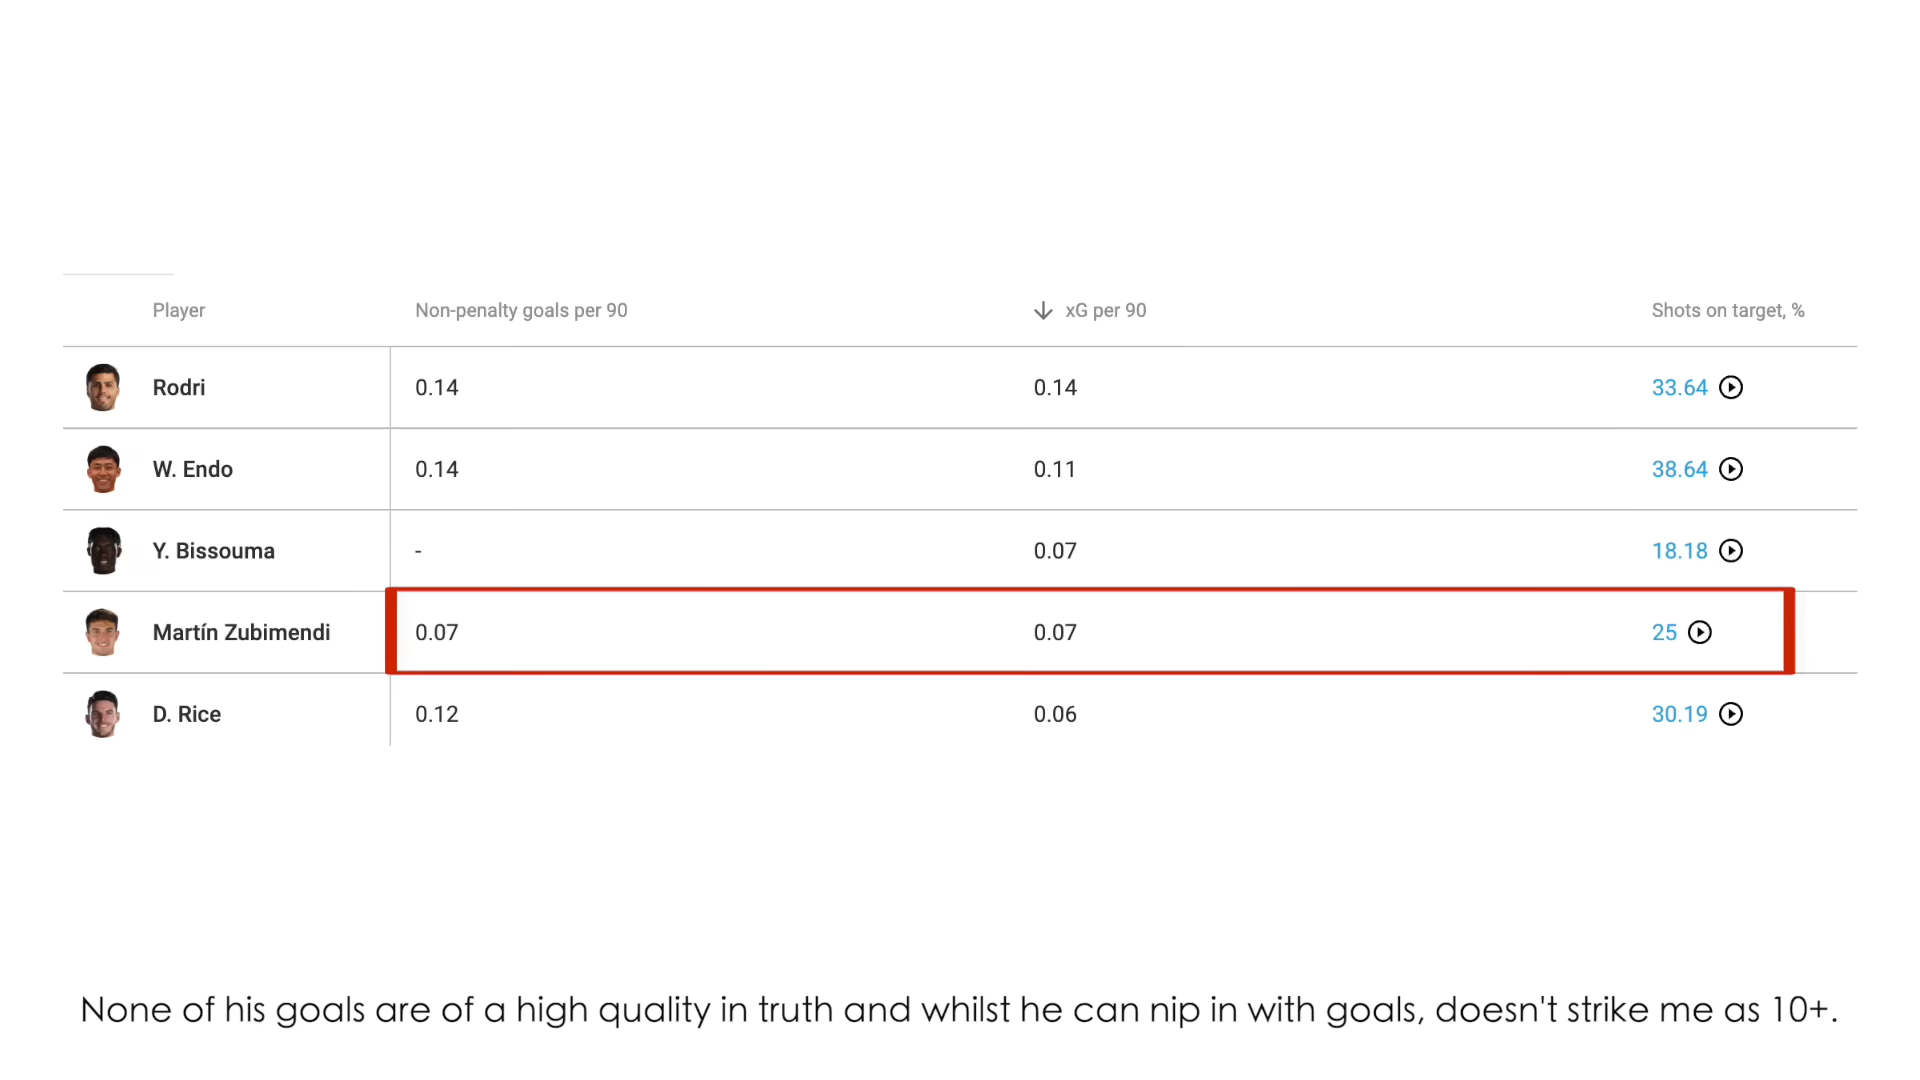 Player Non-penalty goals per 90 xG per 90 Shots on target, %
Rodri 0.14 0.14 33.64
W. Endo 0.14 0.11 38.64
Y. Bissouma - 0.07 18.18
Martín Zubimendi 0.07 0.07 25
D. Rice 0.12 0.06 30.19
None of his goals are of a high quality in truth and whilst he can nip in with goals, doesn't strike me as 10+.